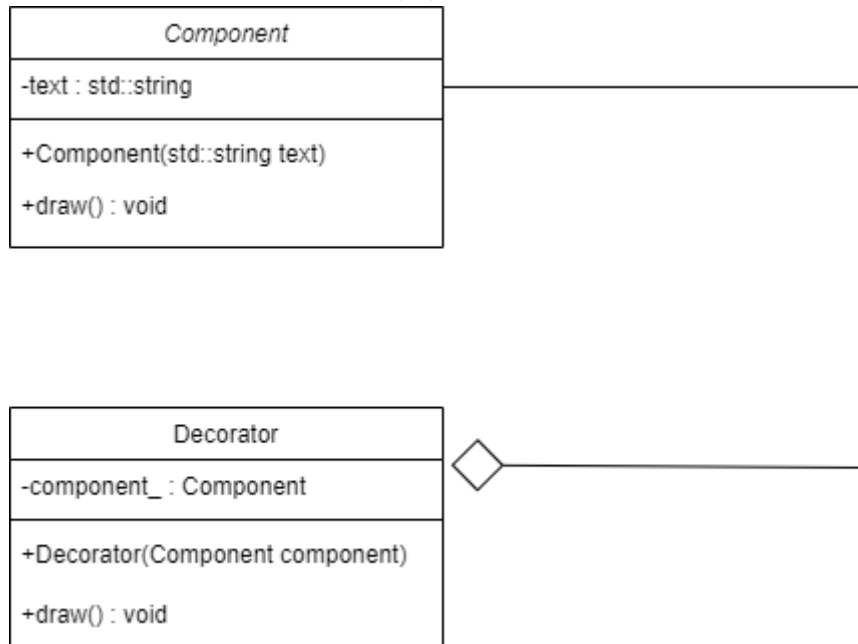 Component
-text : std::string
+Component(std::string text)
+draw() : void
Decorator
-component_ : Component
+Decorator(Component component)
+draw() : void